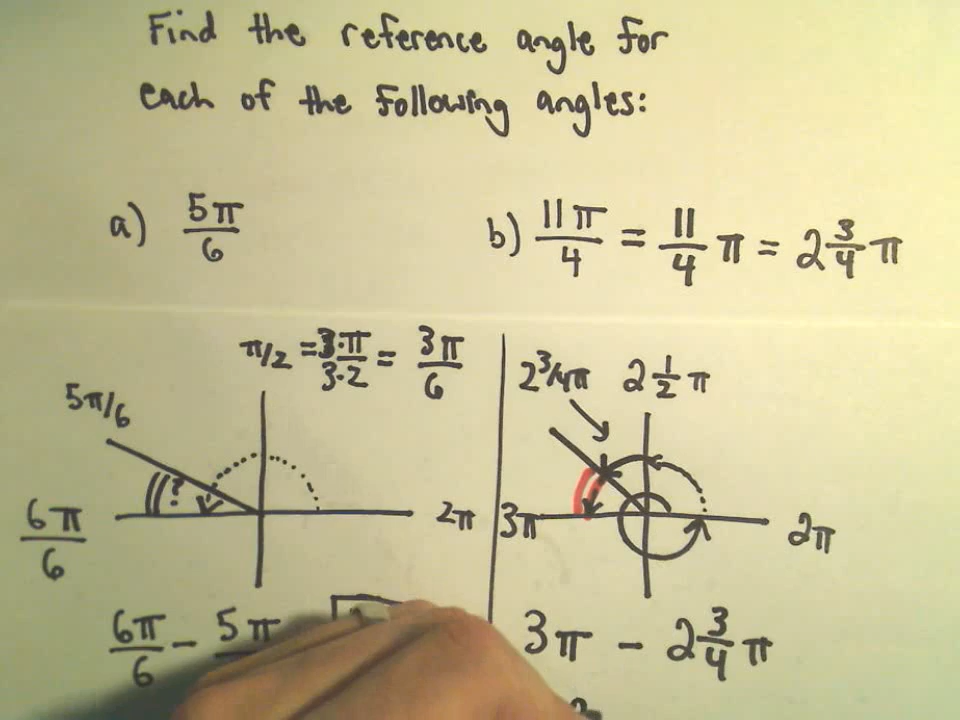 Find the reference angle for
each of the following angles:
a) 5π/6
b) 11π/4 = 11/4 π = 2 3/4 π
π/2 = 3·π/3·2 = 3π/6
5π/6
?
6π/6
2π
6π/6 - 5π
2 3/4π 2 1/2 π
3π
2π
3π - 2 3/4 π